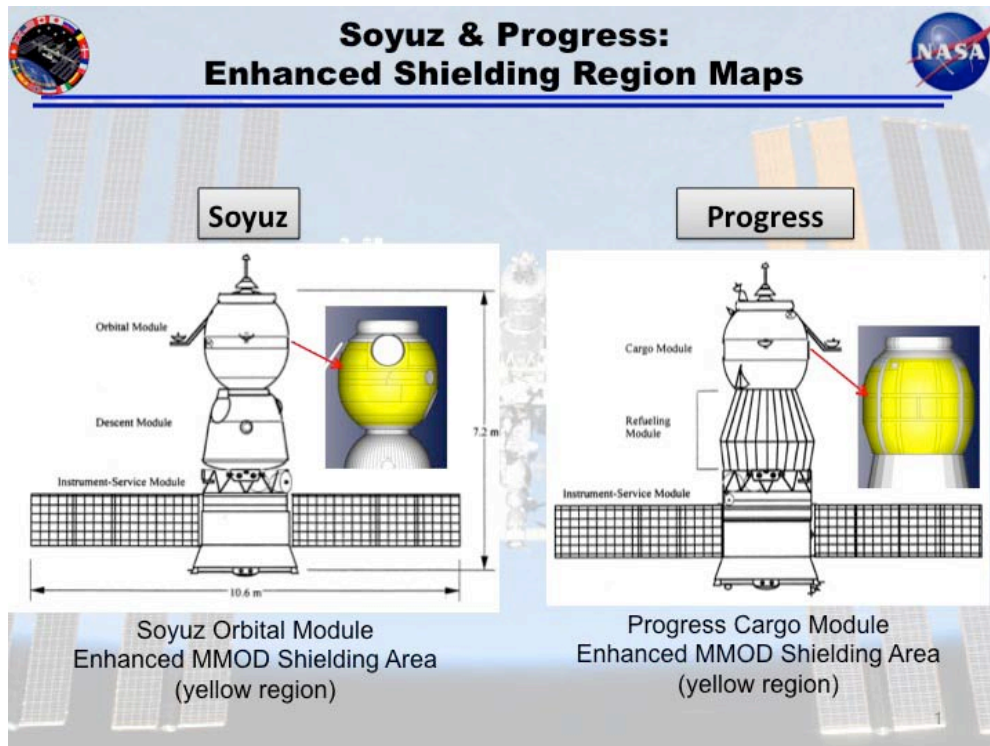 Soyuz & Progress:
Enhanced Shielding Region Maps
NASA
Soyuz
Progress
Orbital Module
Descent Module
Instrument-Service Module
7.2 m
10.6 m
Cargo Module
Refueling
Module
Instrument-Service Module
Soyuz Orbital Module
Enhanced MMOD Shielding Area
(yellow region)
Progress Cargo Module
Enhanced MMOD Shielding Area
(yellow region)
1